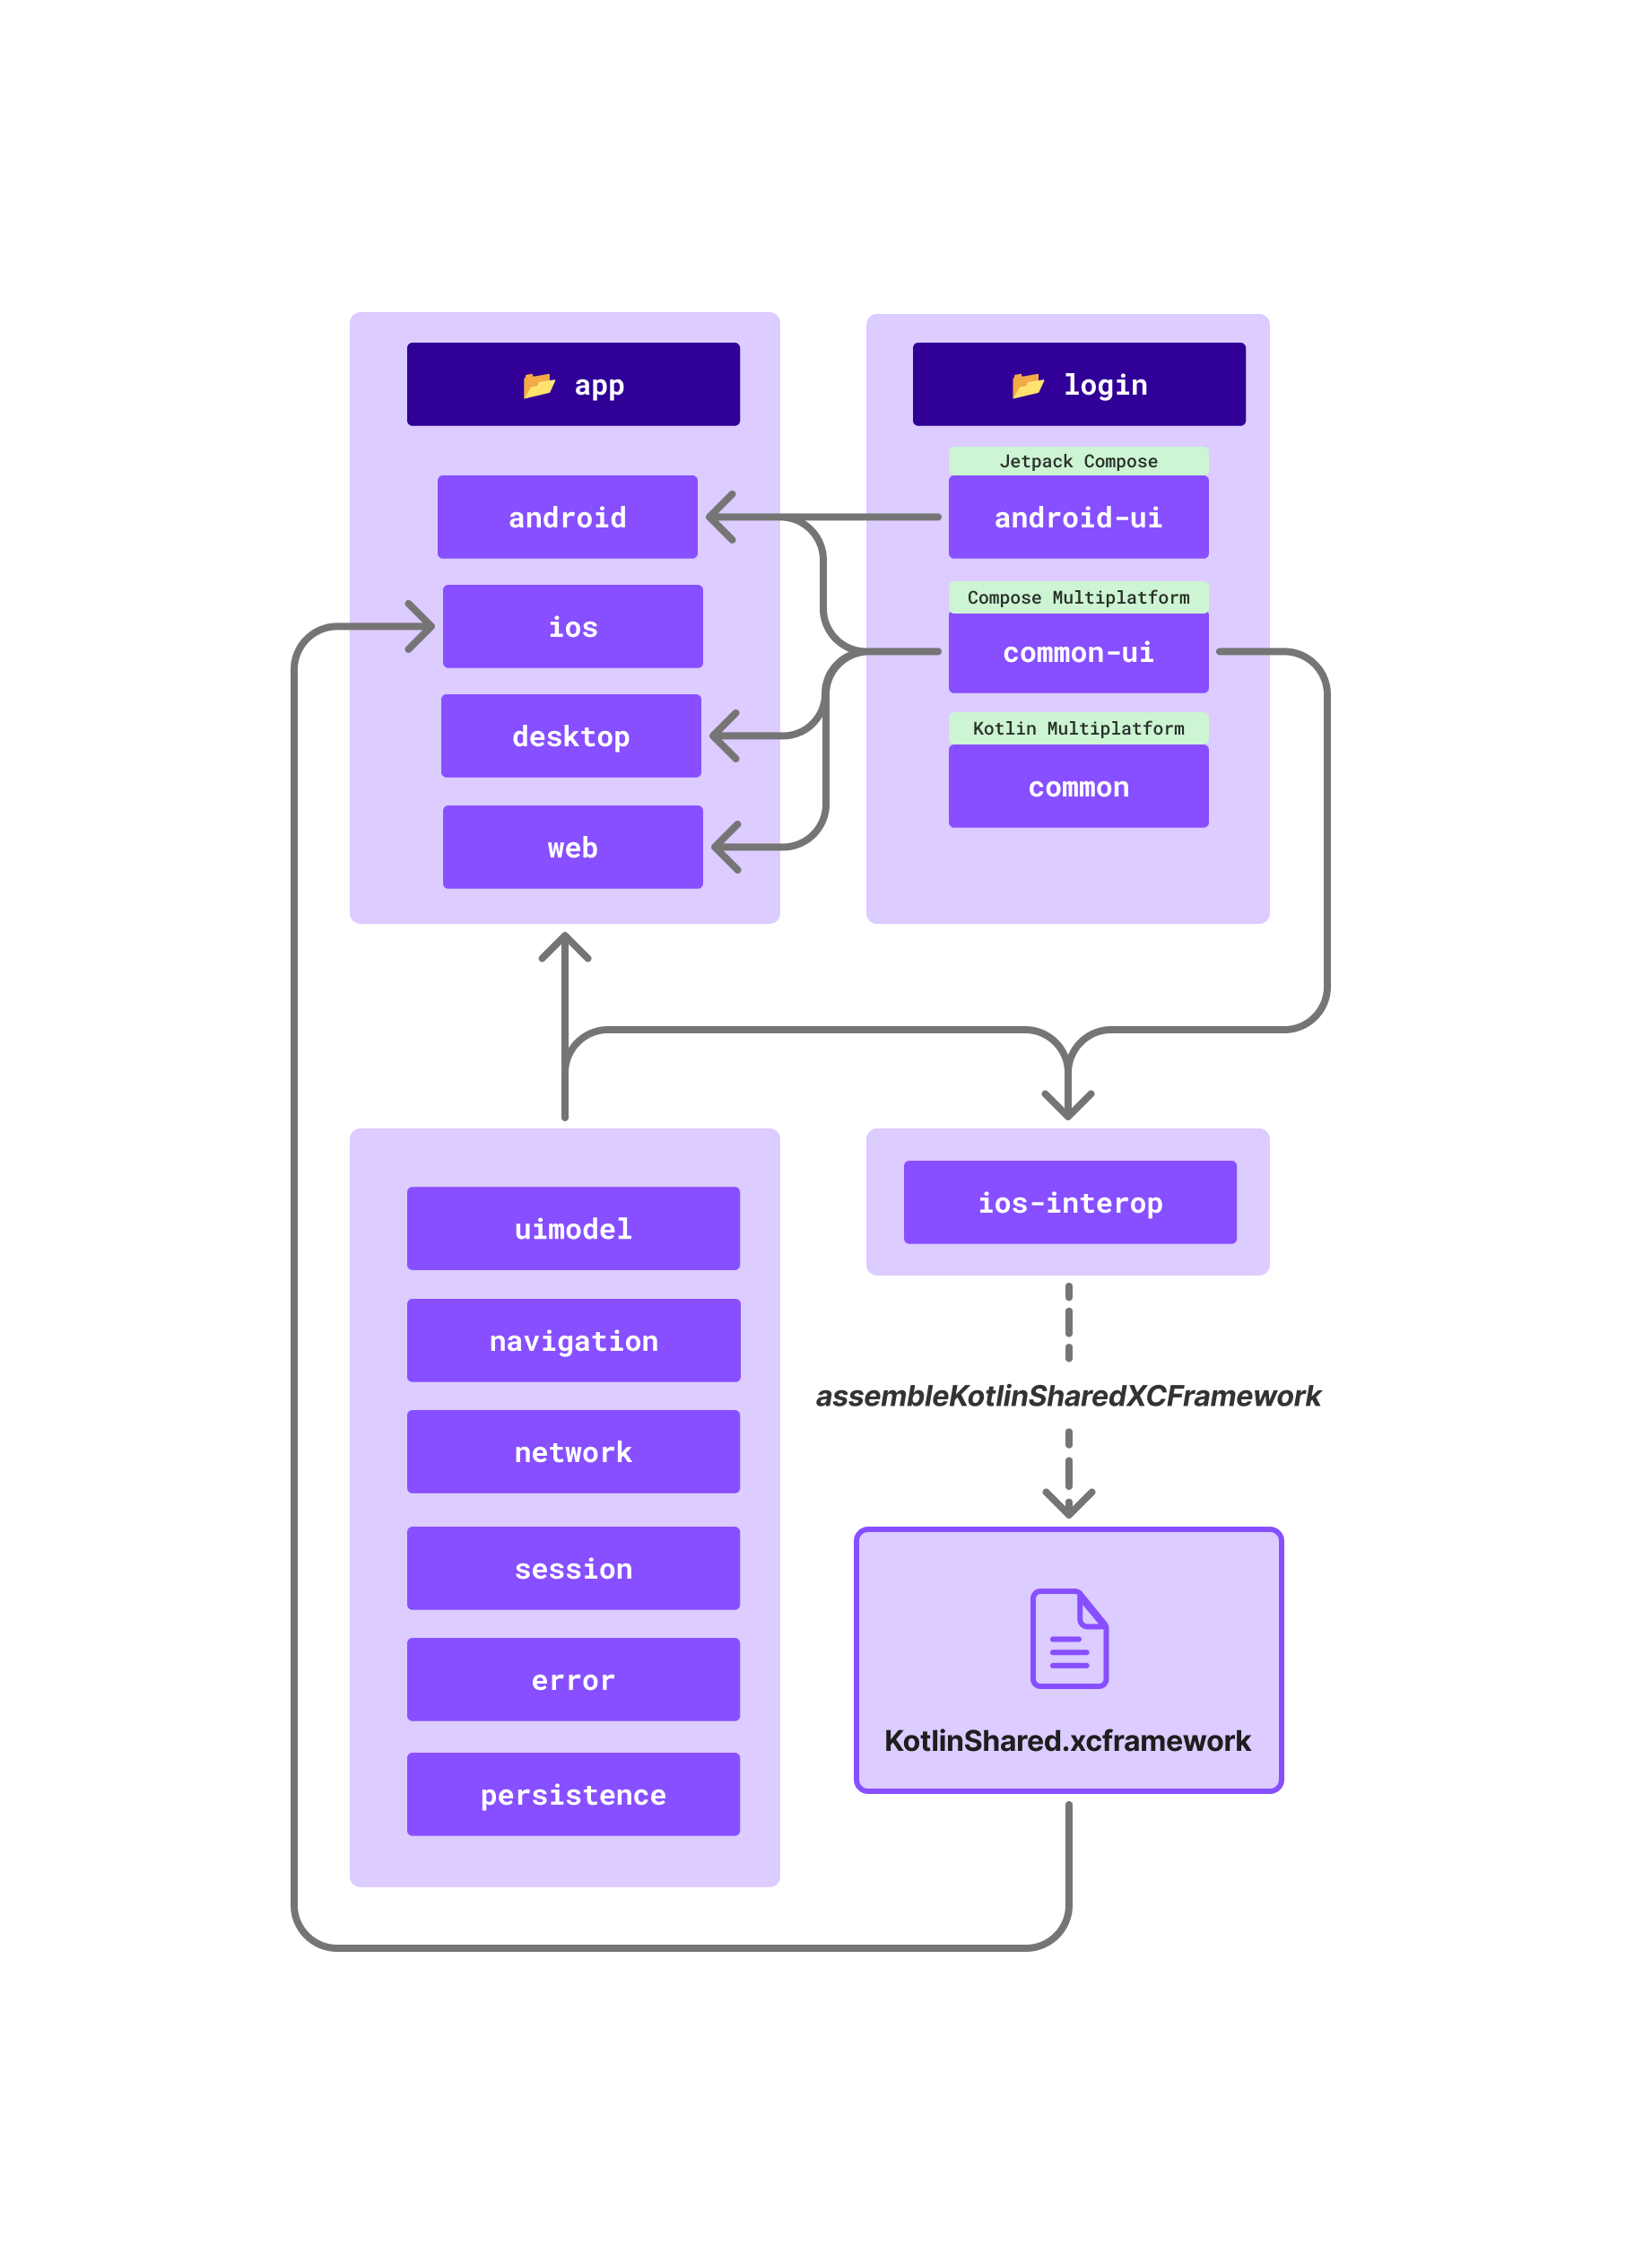 app
android
ios
desktop
web
login
Jetpack Compose
android-ui
Compose Multiplatform
common-ui
Kotlin Multiplatform
common
uimodel
navigation
network
session
error
persistence
ios-interop
assembleKotlinSharedXCFramework
KotlinShared.xcframework